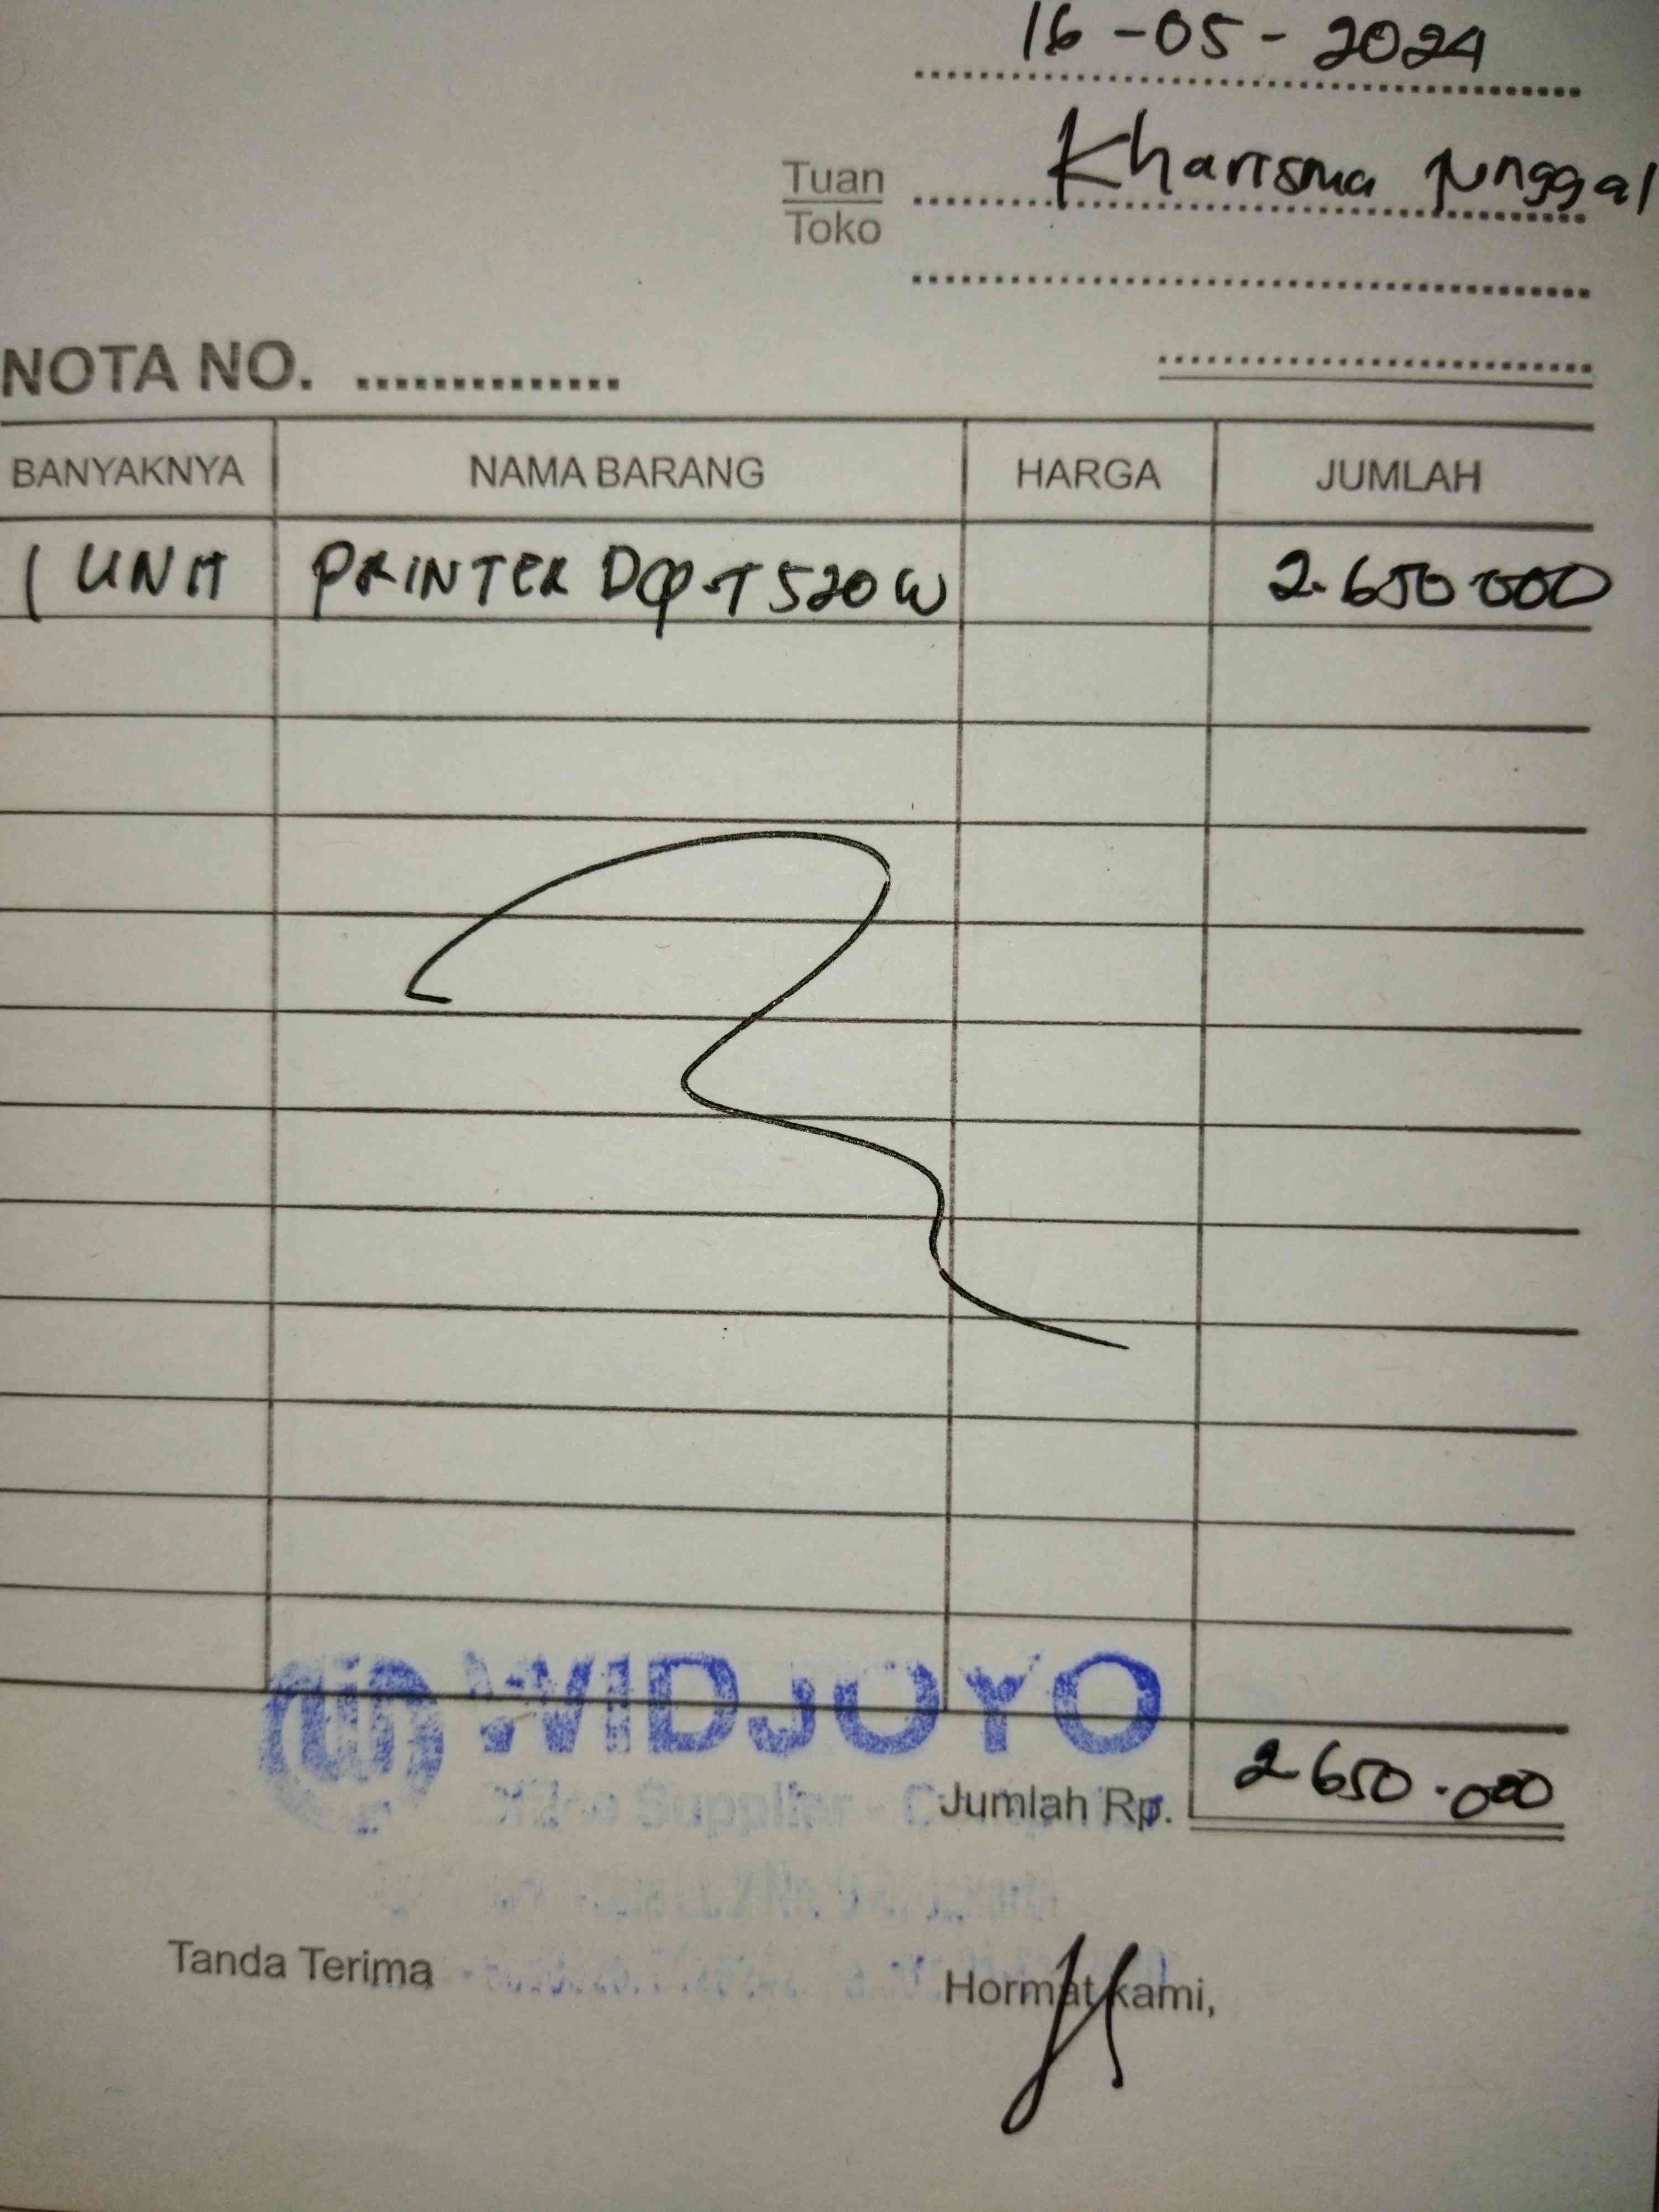 16-05-2024
Tuan Kharisma tunggal
Toko
NOTA NO. ..............
BANYAKNYA NAMA BARANG HARGA JUMLAH
1 UNIT PRINTER DCP-T520W 2.650.000
WIDJOYO
Supplier -
Jumlah Rp. 2.650.000
Tanda Terima Hormat kami,